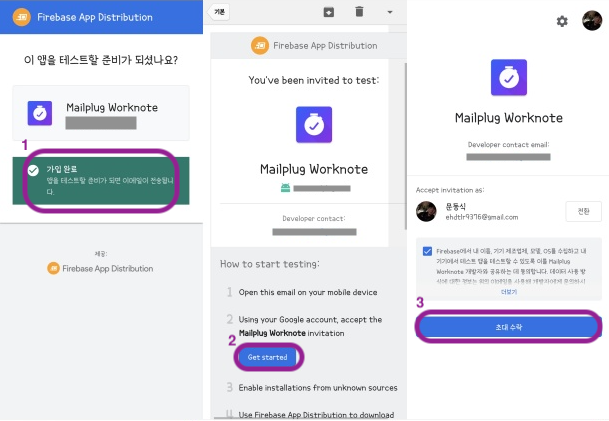 Firebase App Distribution
이 앱을 테스트할 준비가 되셨나요?
Mailplug Worknote
1
가입 완료
앱을 테스트할 준비가 되면 이메일이 전송됩니
다.
제공:
Firebase App Distribution
기본
Firebase App Distribution
You've been invited to test:
Mailplug Worknote
Developer contact:
How to start testing:
1 Open this email on your mobile device
2 Using your Google account, accept the
Mailplug Worknote invitation
2
Get started
3 Enable installations from unknown sources
4 Use Firebase App Distribution to download
Mailplug Worknote
Developer contact email:
Accept invitation as:
윤동식
ehdtlr9376@gmail.com
전환
Firebase에서 내 이름, 기기 제조업체, 모델, OS를 수집하고 내
기기에서 테스트 앱을 테스트할 수 있도록 이를 Mailplug
Worknote 개발자와 공유하는 데 동의합니다. 데이터 사용 방
더보기
3
초대 수락